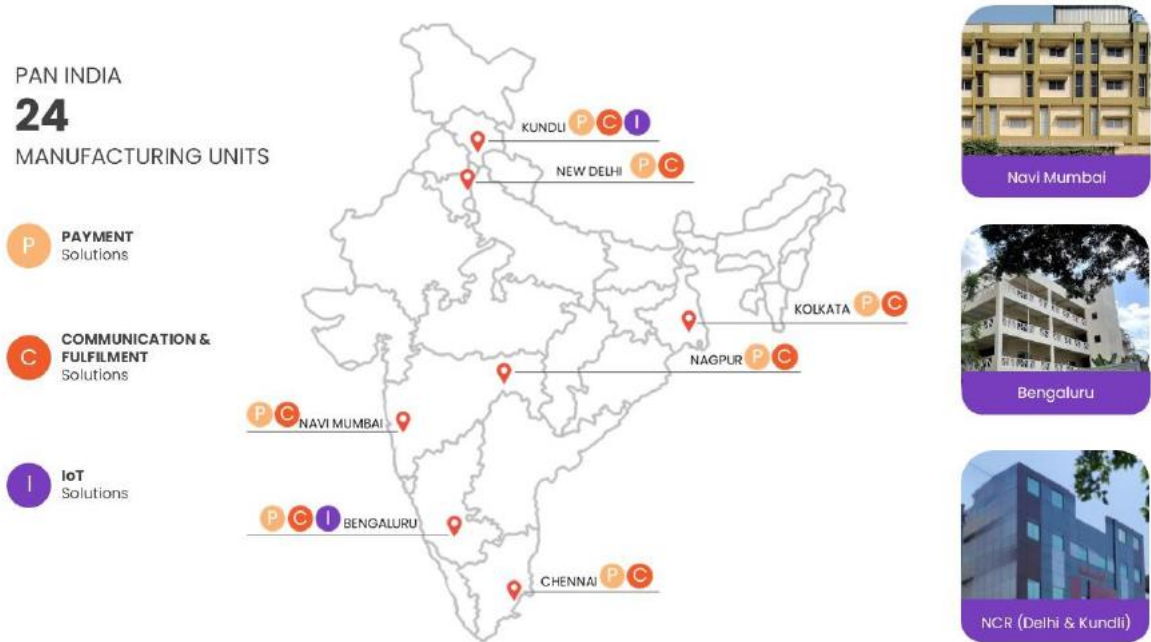 PAN INDIA
24
MANUFACTURING UNITS
P
PAYMENT
Solutions
C
COMMUNICATION &
FULFILMENT
Solutions
I
IoT
Solutions
KUNDLI P C I
NEW DELHI P C
KOLKATA P C
NAGPUR P C
P C NAVI MUMBAI
P C I BENGALURU
CHENNAI P C
Navi Mumbai
Bengaluru
NCR (Delhi & Kundli)